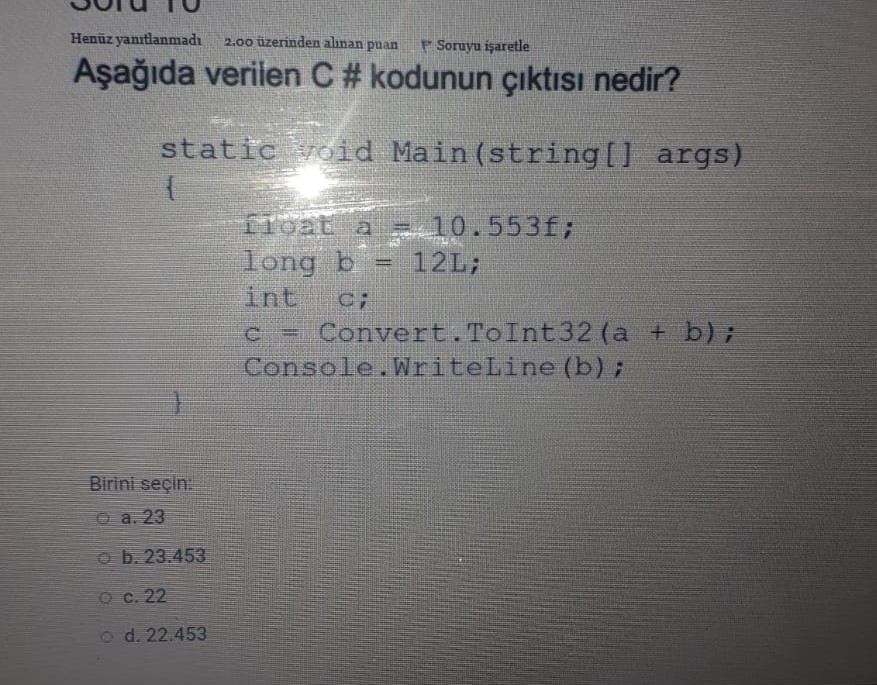 Soru 10
Henüz yanıtlanmadı 2.00 üzerinden alınan puan Soruyu işaretle
Aşağıda verilen C # kodunun çıktısı nedir?
static void Main(string[] args)
{
float a = 10.553f;
long b = 12L;
int c;
c = Convert.ToInt32(a + b);
Console.WriteLine(b);
}
Birini seçin:
a. 23
b. 23.453
c. 22
d. 22.453